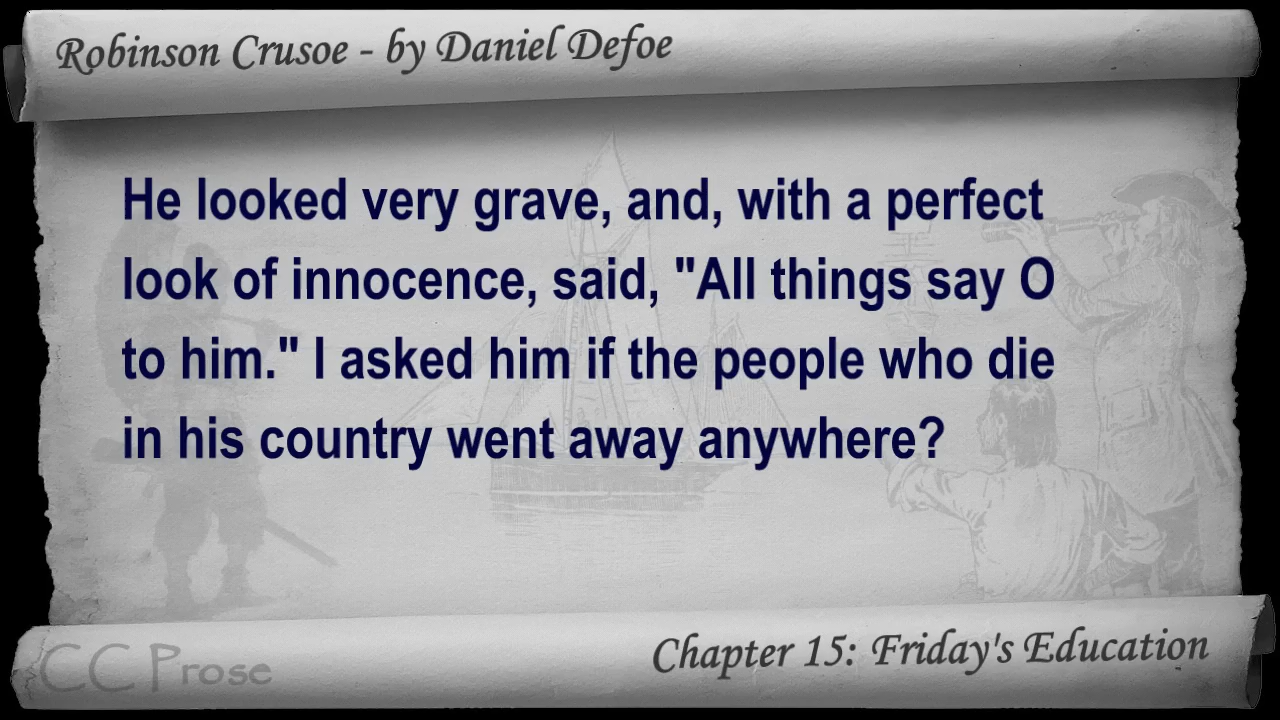 Robinson Crusoe - by Daniel Defoe
He looked very grave, and, with a perfect
look of innocence, said, "All things say O
to him." I asked him if the people who die
in his country went away anywhere?
CC Prose
Chapter 15: Friday's Education